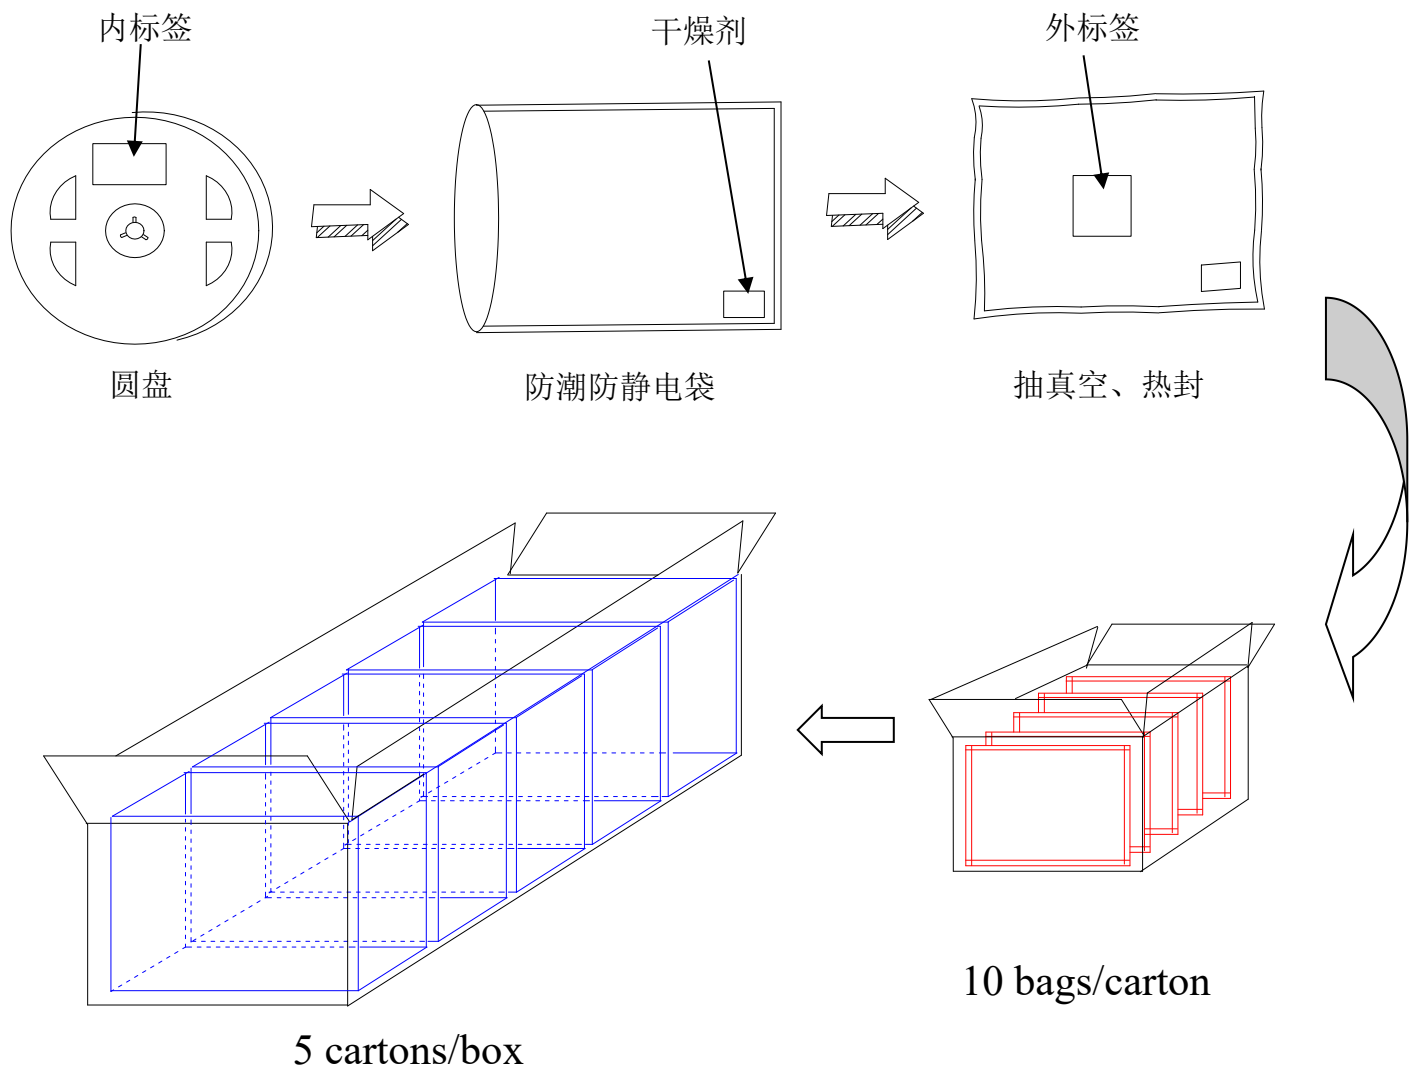 内标签
干燥剂
外标签
圆盘
防潮防静电袋
抽真空、热封
10 bags/carton
5 cartons/box